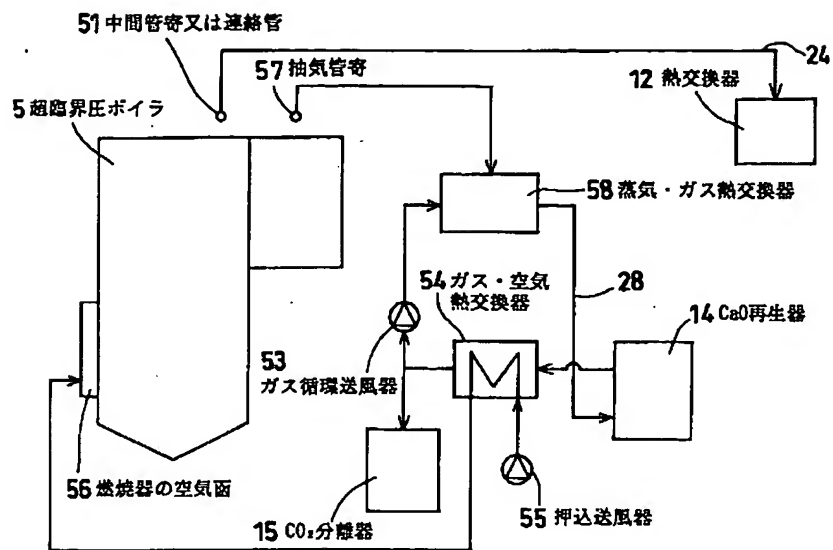 51 中間管寄又は連絡管
24
57 抽気管寄
12 熱交換器
5 超臨界圧ボイラ
58 蒸気・ガス熱交換器
54 ガス・空気
熱交換器
28
14 CaO再生器
53
ガス循環送風器
56 燃焼器の空気函
15 CO₂分離器
55 押込送風器